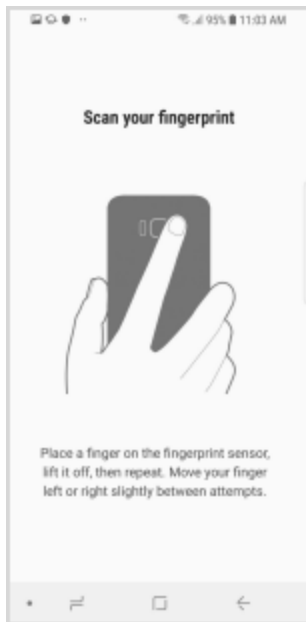 95% 11:03 AM
Scan your fingerprint
Place a finger on the fingerprint sensor,
lift it off, then repeat. Move your finger
left or right slightly between attempts.